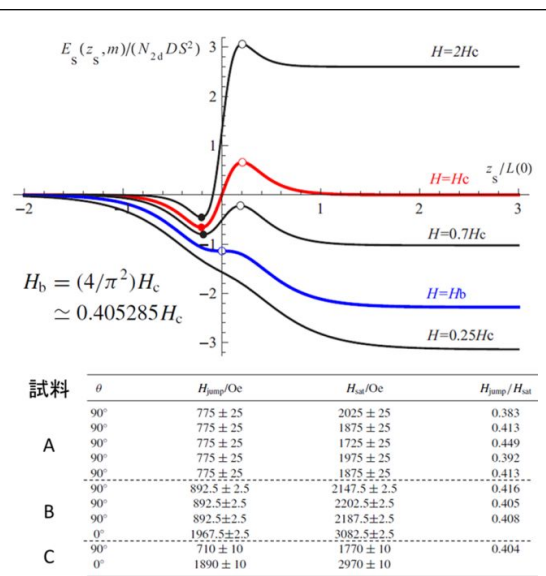 E_s(z_s,m)/(N_2d DS²)
3
H=2Hc
2
1
H=Hc
z_s/L(0)
−2
1
2
3
H=0.7Hc
−1
H_b = (4/π²)H_c
≃ 0.405285H_c
−2
H=Hb
H=0.25Hc
−3
試料 θ H_jump/Oe H_sat/Oe H_jump/H_sat
90° 775 ± 25 2025 ± 25 0.383
90° 775 ± 25 1875 ± 25 0.413
A 90° 775 ± 25 1725 ± 25 0.449
90° 775 ± 25 1975 ± 25 0.392
90° 775 ± 25 1875 ± 25 0.413
90° 892.5 ± 2.5 2147.5 ± 2.5 0.416
B 90° 892.5±2.5 2202.5±2.5 0.405
90° 892.5±2.5 2187.5±2.5 0.408
0° 1967.5±2.5 3082.5±2.5
C 90° 710 ± 10 1770 ± 10 0.404
0° 1890 ± 10 2970 ± 10